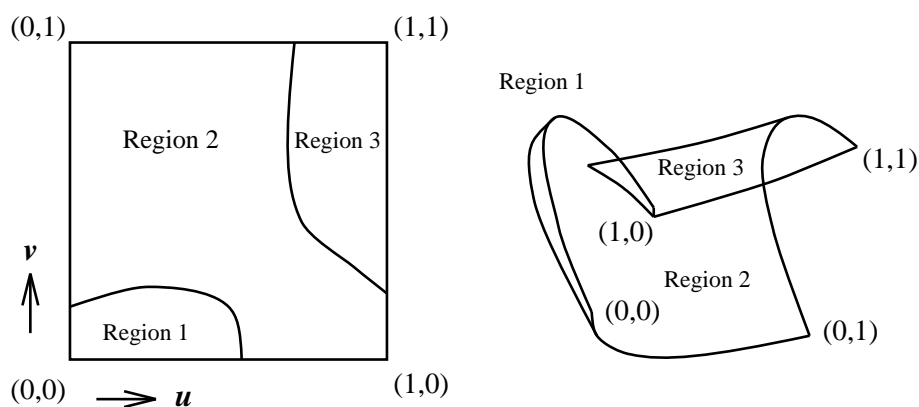 (0,1)
(1,1)
Region 2
Region 3
v
Region 1
(0,0)
u
(1,0)
Region 1
Region 3
(1,1)
(1,0)
Region 2
(0,0)
(0,1)